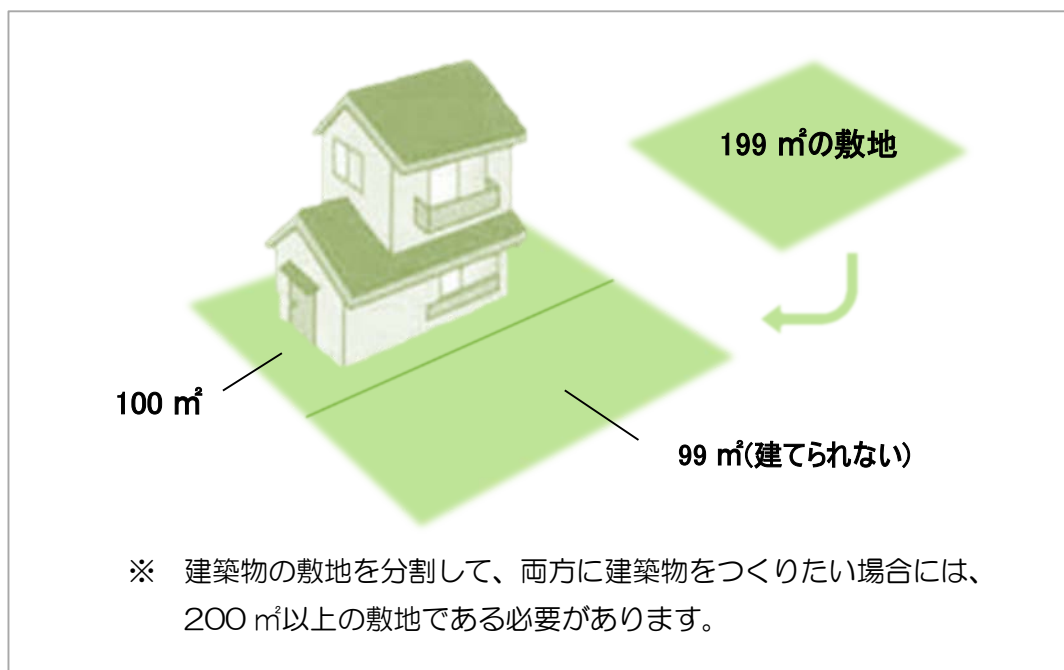 199 ㎡の敷地
100 ㎡
99 ㎡(建てられない)
※ 建築物の敷地を分割して、両方に建築物をつくりたい場合には、
200 ㎡以上の敷地である必要があります。